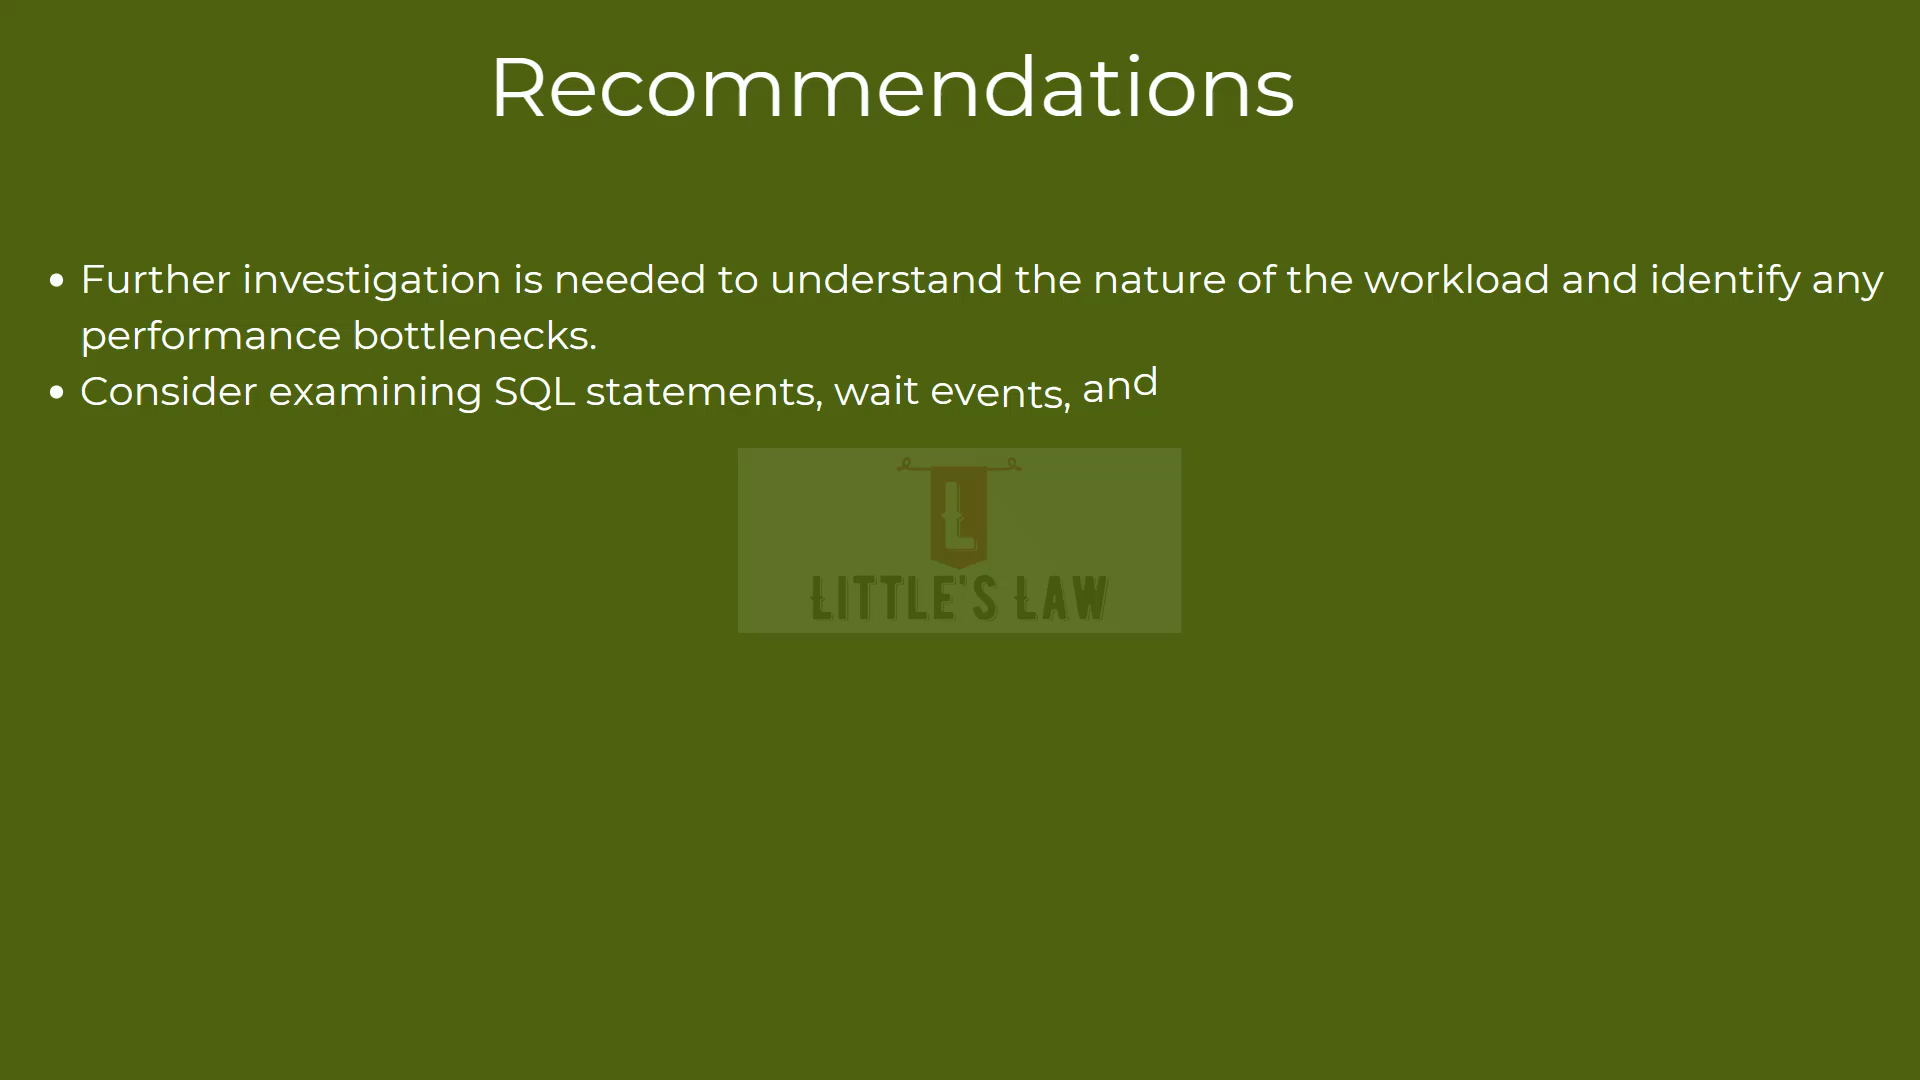 Recommendations
• Further investigation is needed to understand the nature of the workload and identify any
performance bottlenecks.
• Consider examining SQL statements, wait events, and
L
LITTLE'S LAW